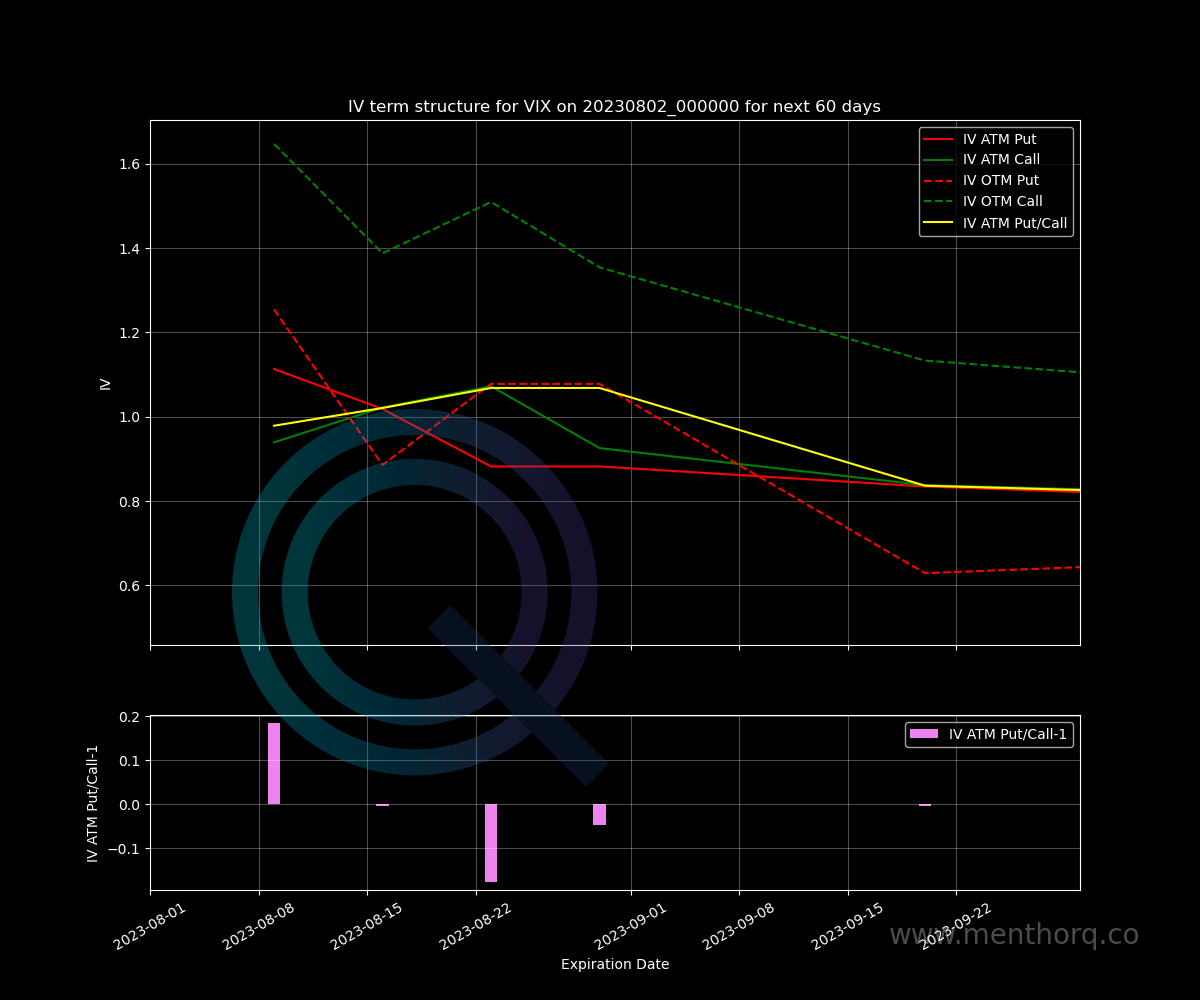 IV term structure for VIX on 20230802_000000 for next 60 days
IV ATM Put
IV ATM Call
IV OTM Put
IV OTM Call
IV ATM Put/Call
1.6
1.4
1.2
1.0
0.8
0.6
IV
IV ATM Put/Call-1
0.2
0.1
0.0
−0.1
IV ATM Put/Call-1
2023-08-01
2023-08-08
2023-08-15
2023-08-22
2023-09-01
2023-09-08
2023-09-15
2023-09-22
www.menthorq.co
Expiration Date